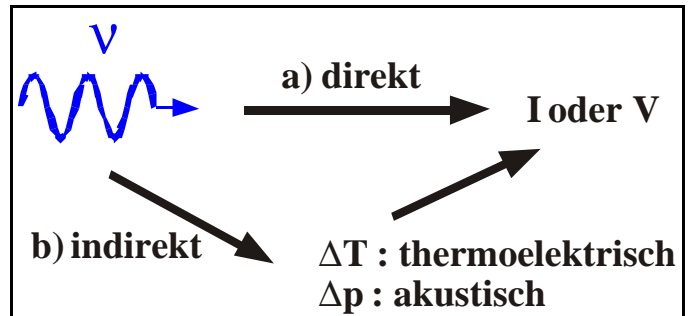 ν
a) direkt
I oder V
b) indirekt
ΔT : thermoelektrisch
Δp : akustisch